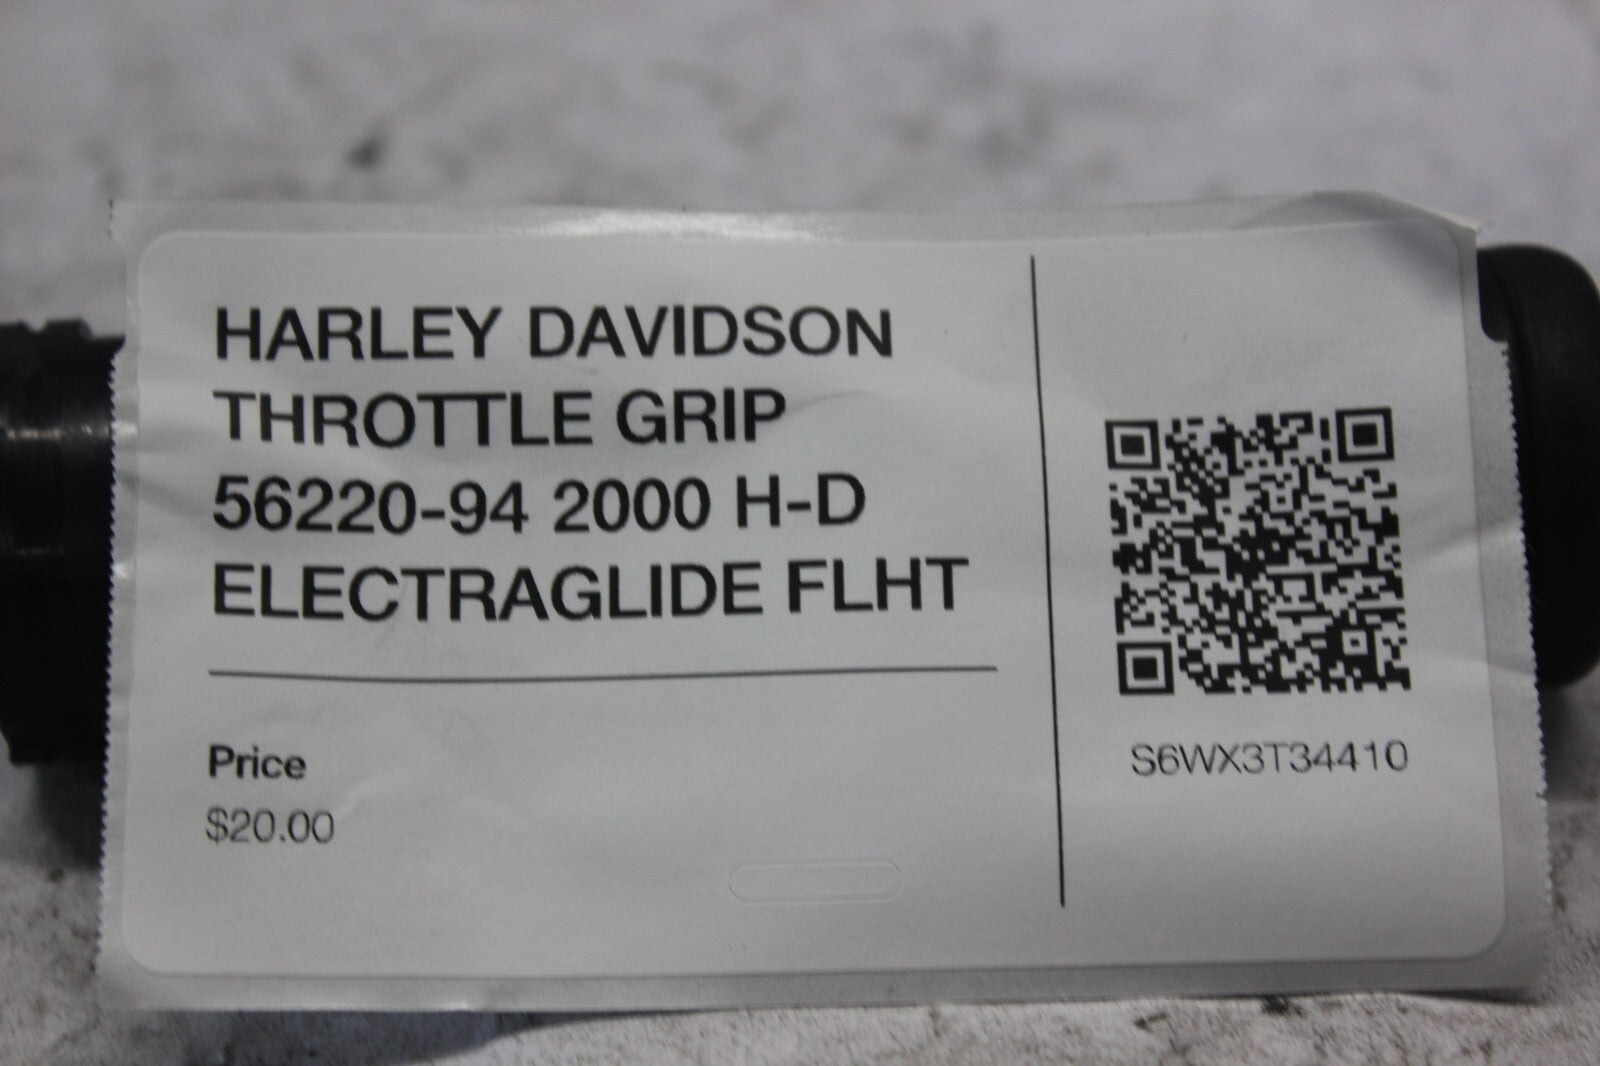 HARLEY DAVIDSON
THROTTLE GRIP
56220-94 2000 H-D
ELECTRAGLIDE FLHT
Price
$20.00
S6WX3T34410